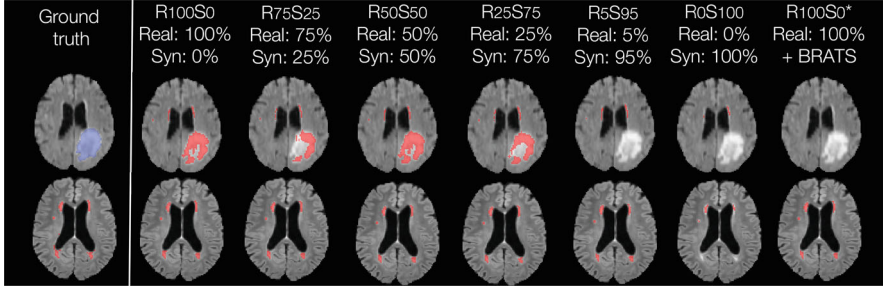 Ground
truth
R100S0
Real: 100%
Syn: 0%
R75S25
Real: 75%
Syn: 25%
R50S50
Real: 50%
Syn: 50%
R25S75
Real: 25%
Syn: 75%
R5S95
Real: 5%
Syn: 95%
R0S100
Real: 0%
Syn: 100%
R100S0*
Real: 100%
+ BRATS